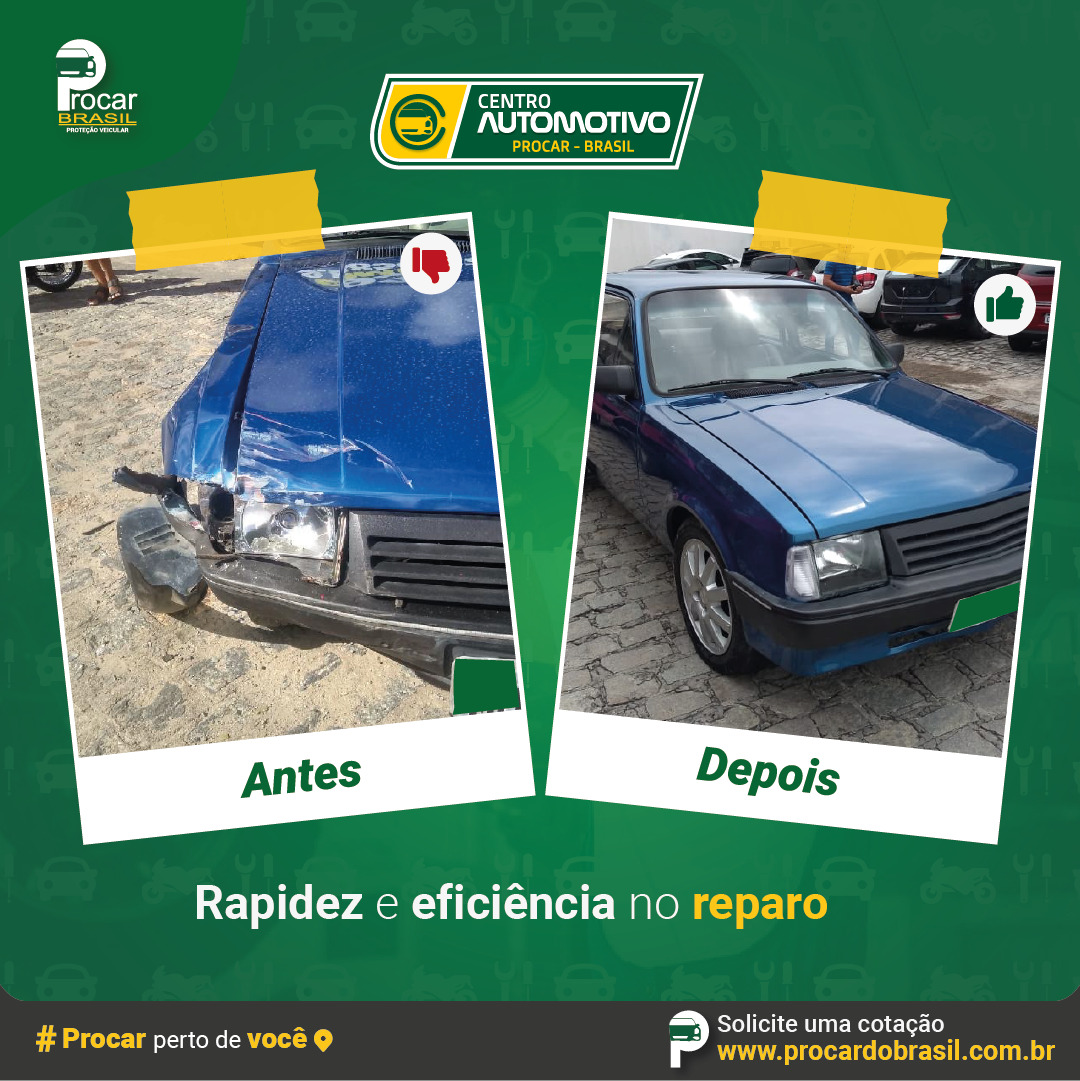 Procar
BRASIL
PROTEÇÃO VEICULAR
CENTRO
AUTOMOTIVO
PROCAR - BRASIL
Antes
Depois
Rapidez e eficiência no reparo
# Procar perto de você
Solicite uma cotação
www.procardobrasil.com.br